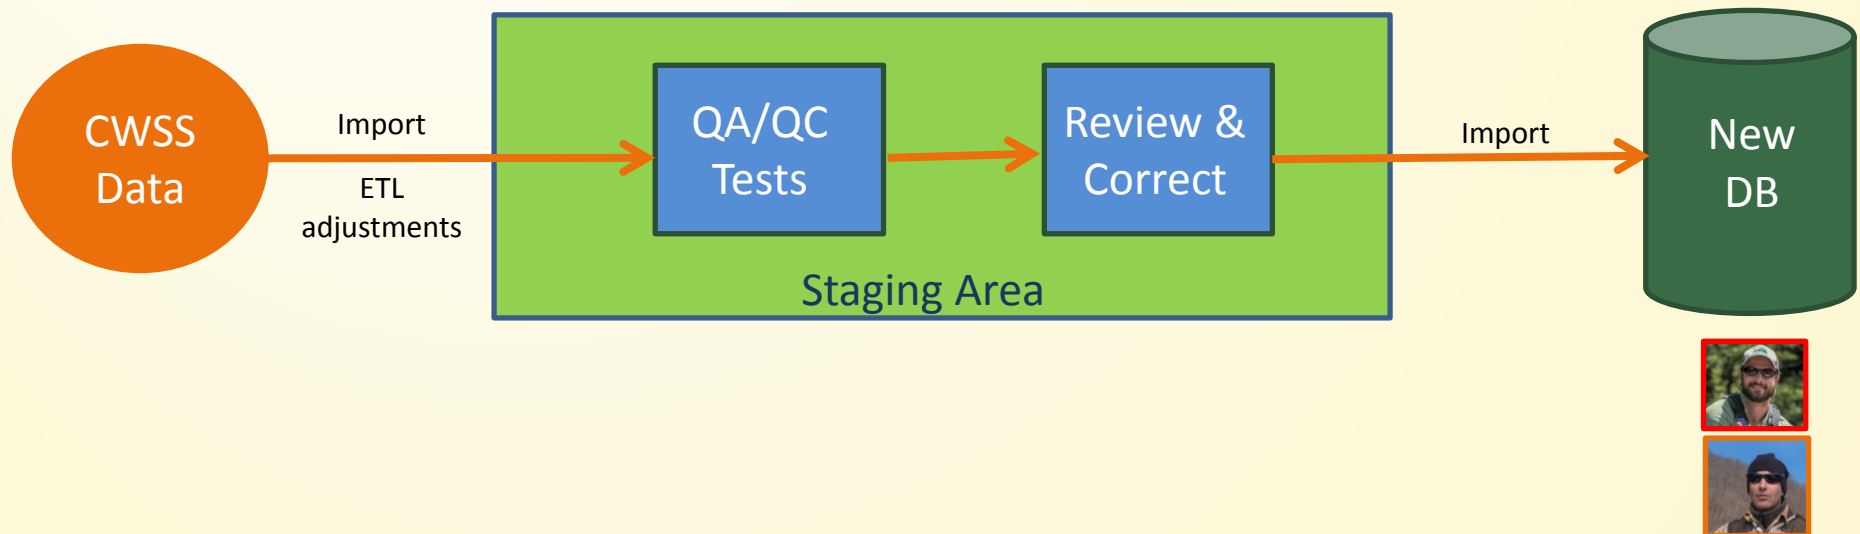 CWSS
Data
Import
ETL
adjustments
QA/QC
Tests
Review &
Correct
Staging Area
Import
New
DB